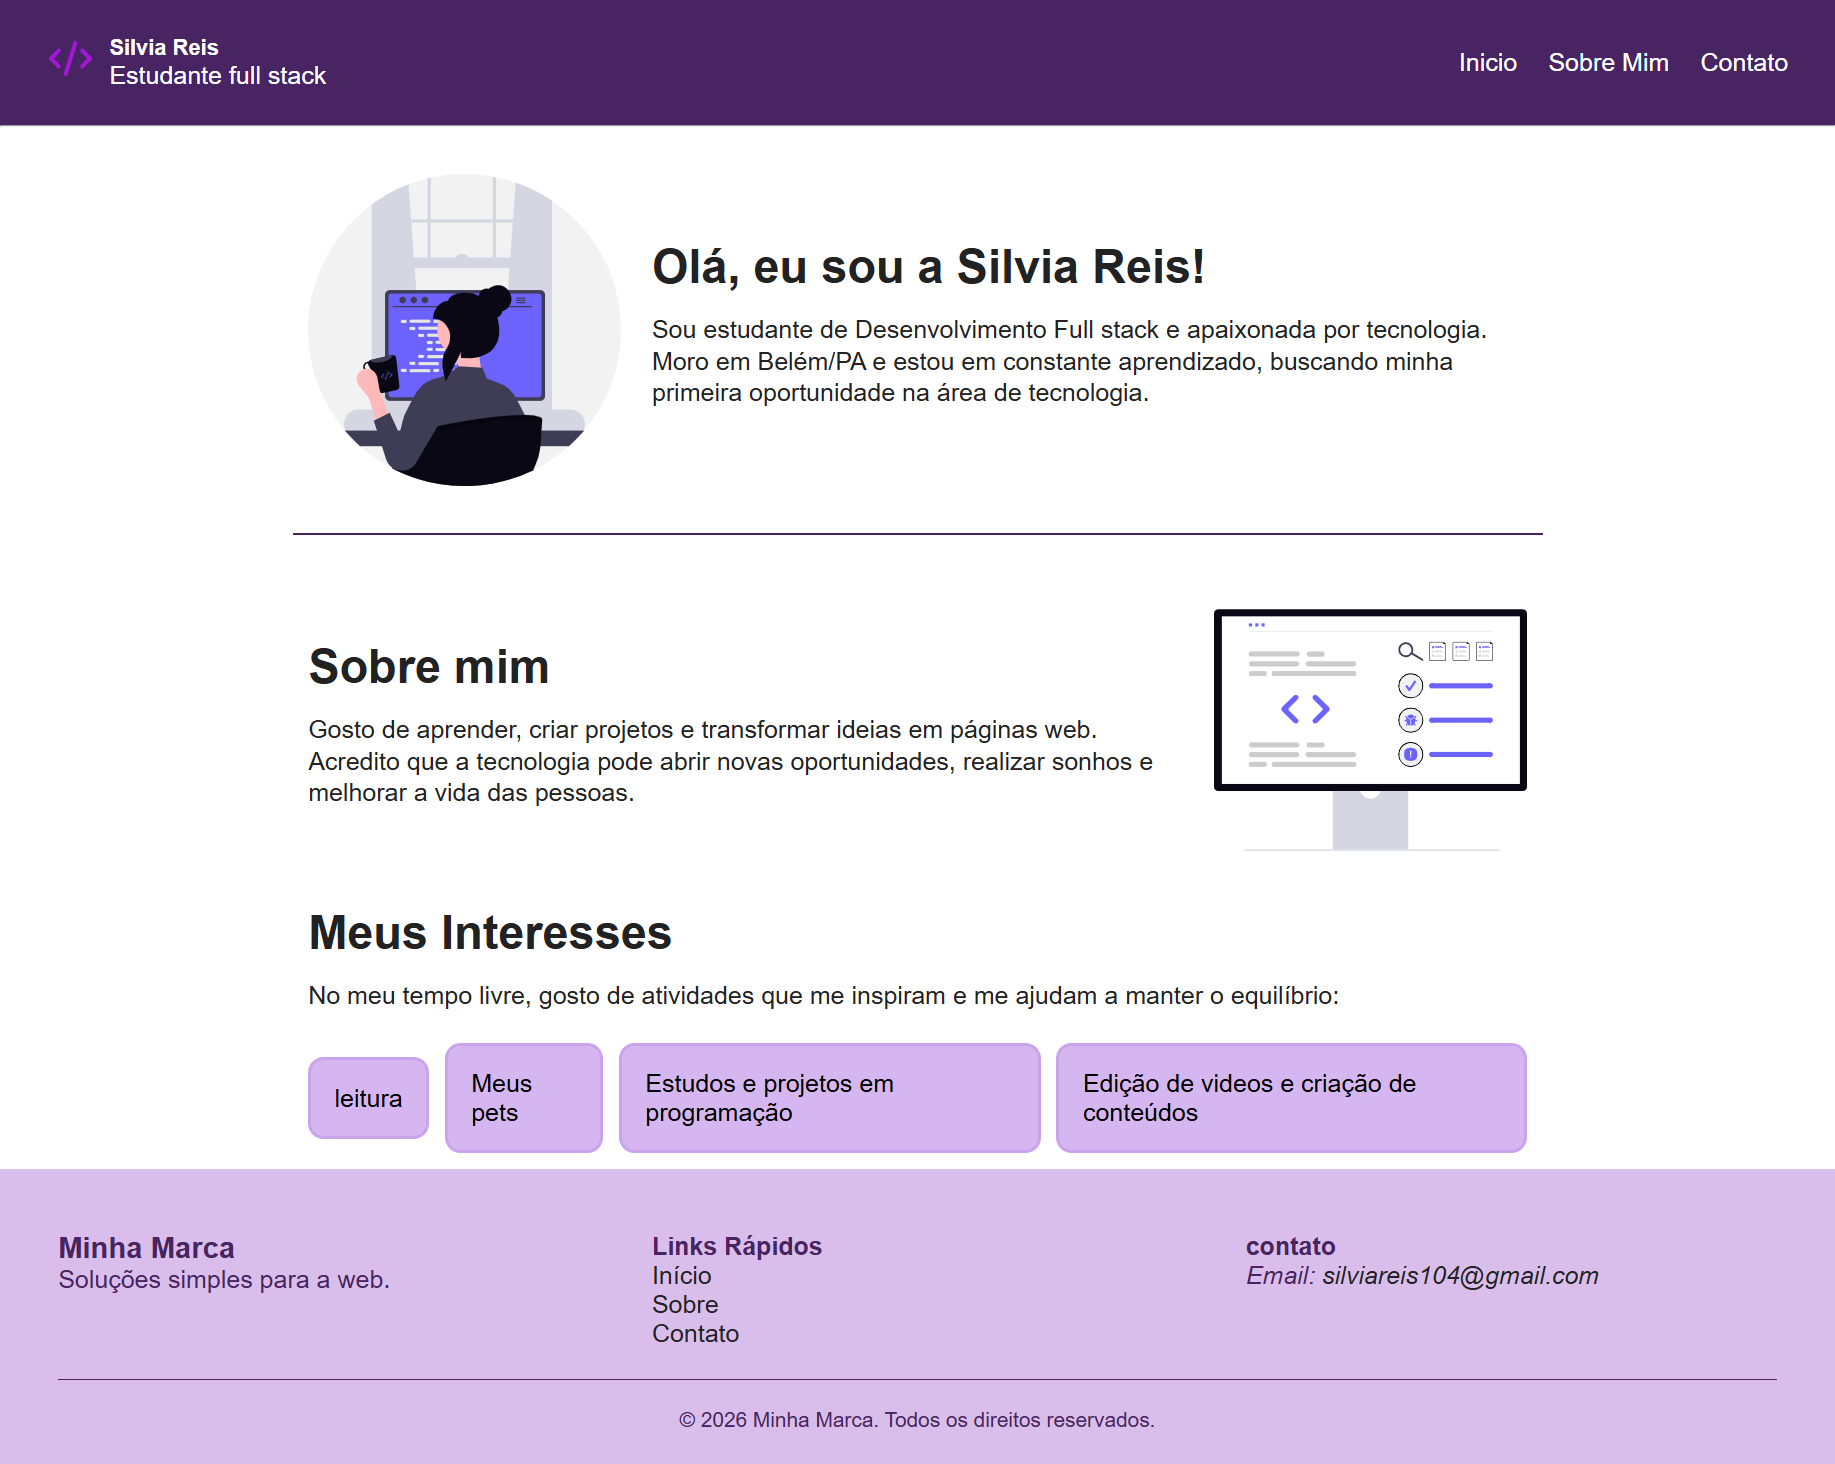 Silvia Reis
Estudante full stack
Inicio Sobre Mim Contato
Olá, eu sou a Silvia Reis!
Sou estudante de Desenvolvimento Full stack e apaixonada por tecnologia.
Moro em Belém/PA e estou em constante aprendizado, buscando minha
primeira oportunidade na área de tecnologia.
Sobre mim
Gosto de aprender, criar projetos e transformar ideias em páginas web.
Acredito que a tecnologia pode abrir novas oportunidades, realizar sonhos e
melhorar a vida das pessoas.
Meus Interesses
No meu tempo livre, gosto de atividades que me inspiram e me ajudam a manter o equilíbrio:
leitura
Meus
pets
Estudos e projetos em
programação
Edição de videos e criação de
conteúdos
Minha Marca
Soluções simples para a web.
Links Rápidos
Início
Sobre
Contato
contato
Email: silviareis104@gmail.com
© 2026 Minha Marca. Todos os direitos reservados.